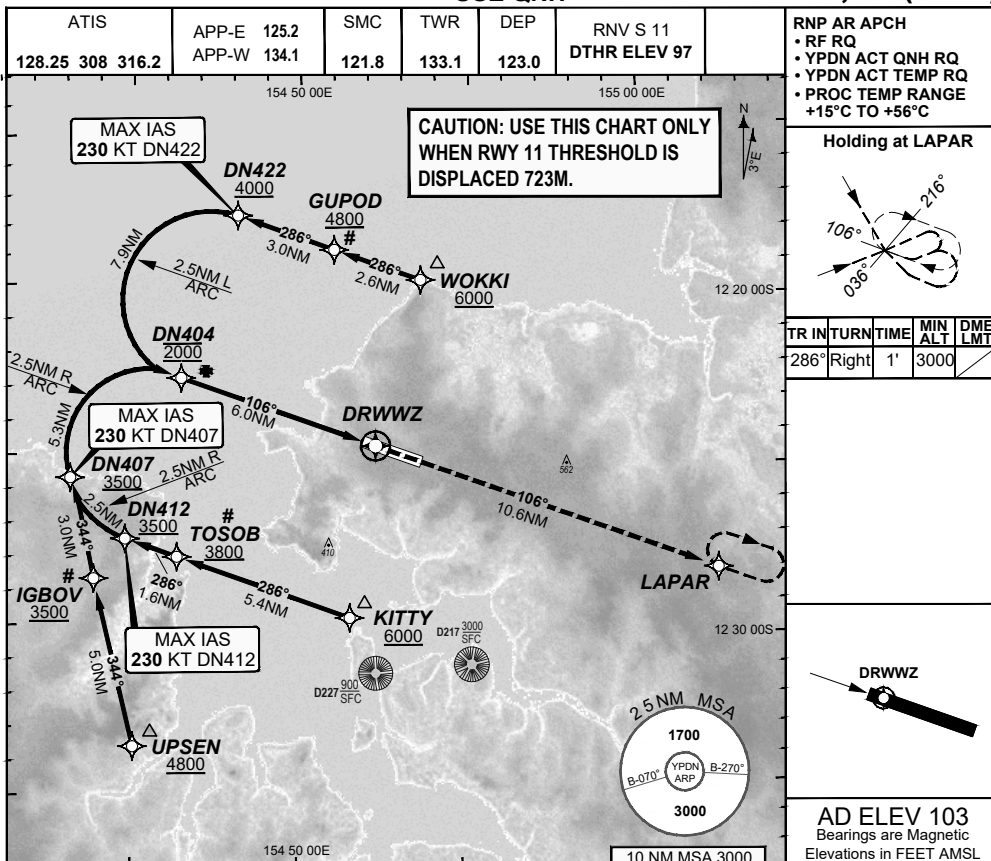 USE QNH
ATIS
128.25 308 316.2
APP-E 125.2
APP-W 134.1
SMC
121.8
TWR
133.1
DEP
123.0
RNV S 11
DTHR ELEV 97
RNP AR APCH
• RF RQ
• YPDN ACT QNH RQ
• YPDN ACT TEMP RQ
• PROC TEMP RANGE
+15°C TO +56°C
154 50 00E
155 00 00E
MAX IAS
230 KT DN422
CAUTION: USE THIS CHART ONLY
WHEN RWY 11 THRESHOLD IS
DISPLACED 723M.
N
3°E
DN422
4000
GUPOD
4800
#
286°
3.0NM
286°
2.6NM
WOKKI
6000
7.9NM
2.5NM L
ARC
12 20 00S
DN404
2000
2.5NM R
ARC
5.3NM
106°
6.0NM
DRWWZ
MAX IAS
230 KT DN407
DN407
3500
2.5NM R
ARC
2.5NM
DN412
3500
#
TOSOB
3800
562
410
106°
10.6NM
LAPAR
344°
3.0NM
#
IGBOV
3500
286°
1.6NM
286°
5.4NM
KITTY
6000
12 30 00S
MAX IAS
230 KT DN412
D217 3000
SFC
D227 900
SFC
344°
5.0NM
UPSEN
4800
25NM MSA
1700
B-070°
YPDN
ARP
B-270°
3000
154 50 00E
10 NM MSA 3000
Holding at LAPAR
106°
216°
036°
TR IN TURN TIME MIN ALT DME LMT
286° Right 1' 3000
DRWWZ
AD ELEV 103
Bearings are Magnetic
Elevations in FEET AMSL